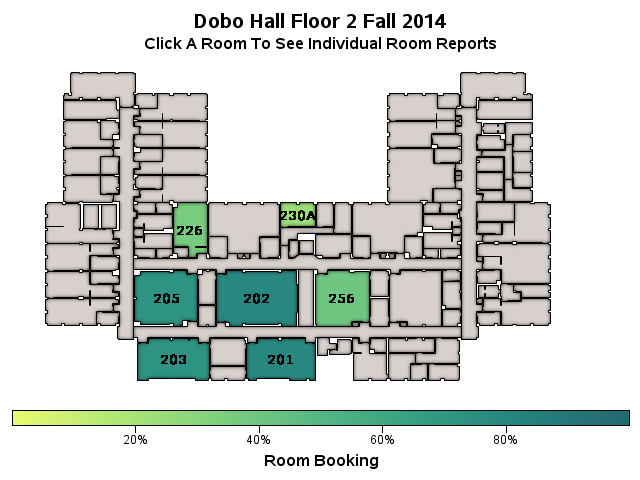 Dobo Hall Floor 2 Fall 2014
Click A Room To See Individual Room Reports
230A
226
205
202
256
203
201
20%
40%
60%
80%
Room Booking